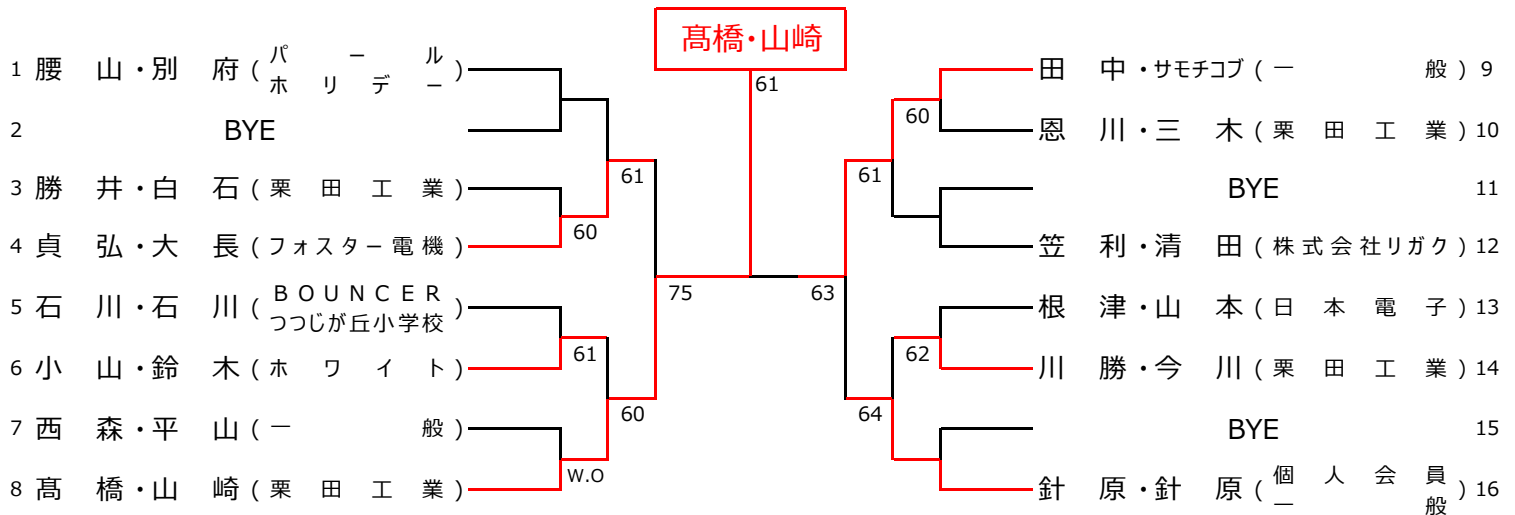 髙橋・山崎
61
1 腰 山・別 府 ( パール ホリデー )
2 BYE
3 勝 井・白 石 ( 栗 田 工 業 )
4 貞 弘・大 長 ( フォスター電機 )
5 石 川・石 川 ( BOUNCER つつじが丘小学校 )
6 小 山・鈴 木 ( ホ ワ イ ト )
7 西 森・平 山 ( 一 般 )
8 髙 橋・山 崎 ( 栗 田 工 業 )
60
61
W.O
61
60
75
田 中・サモチコブ ( 一 般 ) 9
恩 川・三 木 ( 栗 田 工 業 ) 10
BYE 11
笠 利・清 田 ( 株式会社リガク ) 12
根 津・山 本 ( 日 本 電 子 ) 13
川 勝・今 川 ( 栗 田 工 業 ) 14
BYE 15
針 原・針 原 ( 個人会員 一般 ) 16
60
62
61
64
63